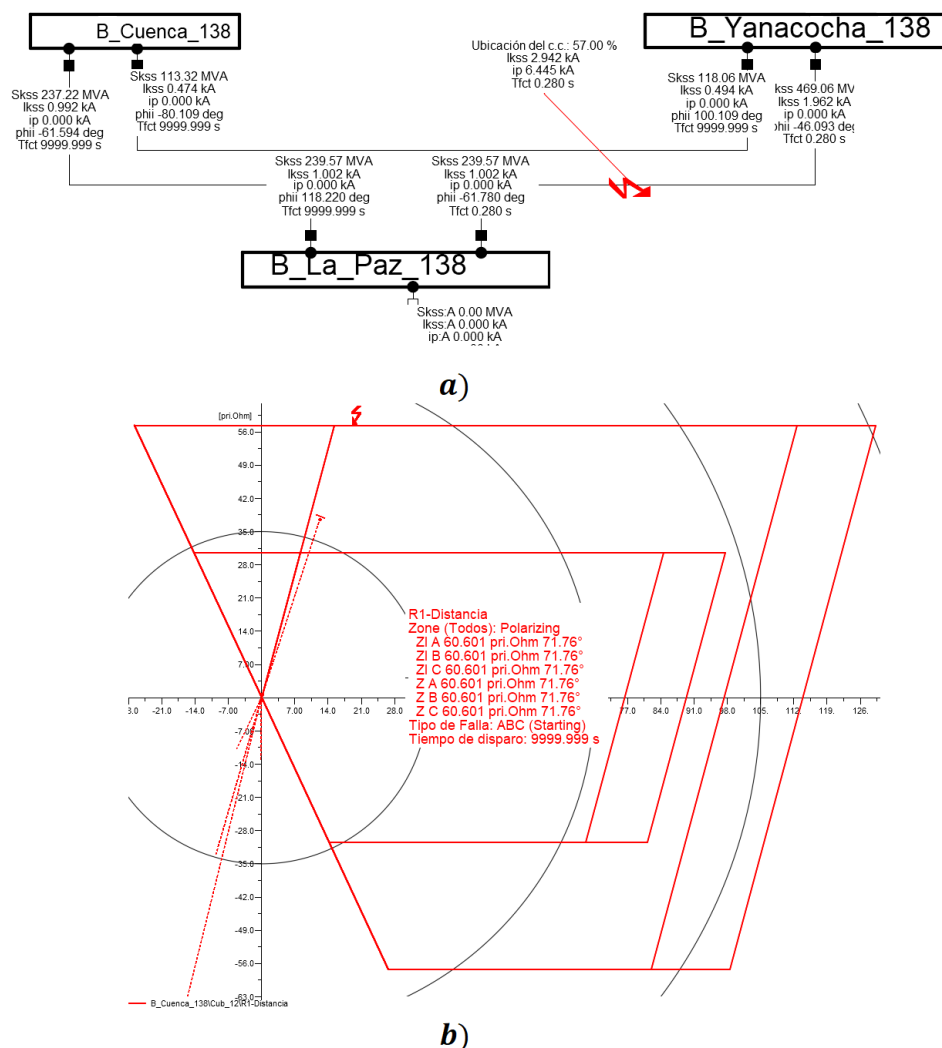 B_Cuenca_138
B_Yanacocha_138
Ubicación del c.c.: 57.00 %
Ikss 2.942 kA
ip 6.445 kA
Tfct 0.280 s
Skss 237.22 MVA
Ikss 0.992 kA
ip 0.000 kA
phii -61.594 deg
Tfct 9999.999 s
Skss 113.32 MVA
Ikss 0.474 kA
ip 0.000 kA
phii -80.109 deg
Tfct 9999.999 s
Skss 118.06 MVA
Ikss 0.494 kA
ip 0.000 kA
phii 100.109 deg
Tfct 9999.999 s
kss 469.06 MV
Ikss 1.962 kA
ip 0.000 kA
phii -46.093 deg
Tfct 0.280 s
Skss 239.57 MVA
Ikss 1.002 kA
ip 0.000 kA
phii 118.220 deg
Tfct 9999.999 s
Skss 239.57 MVA
Ikss 1.002 kA
ip 0.000 kA
phii -61.780 deg
Tfct 0.280 s
B_La_Paz_138
Skss:A 0.00 MVA
Ikss:A 0.000 kA
ip:A 0.000 kA
a)
[pri.Ohm]
56.0
49.0
42.0
35.0
28.0
21.0
14.0
7.00
3.0 -21.0 -14.0 -7.00 7.00 14.0 21.0 28.0 77.0 84.0 91.0 98.0 105. 112. 119. 126.
-7.00
-14.0
-21.0
-28.0
-35.0
-42.0
-49.0
-56.0
-63.0
R1-Distancia
Zone (Todos): Polarizing
Zl A 60.601 pri.Ohm 71.76°
Zl B 60.601 pri.Ohm 71.76°
Zl C 60.601 pri.Ohm 71.76°
Z A 60.601 pri.Ohm 71.76°
Z B 60.601 pri.Ohm 71.76°
Z C 60.601 pri.Ohm 71.76°
Tipo de Falla: ABC (Starting)
Tiempo de disparo: 9999.999 s
B_Cuenca_138\Cub_12\R1-Distancia
b)